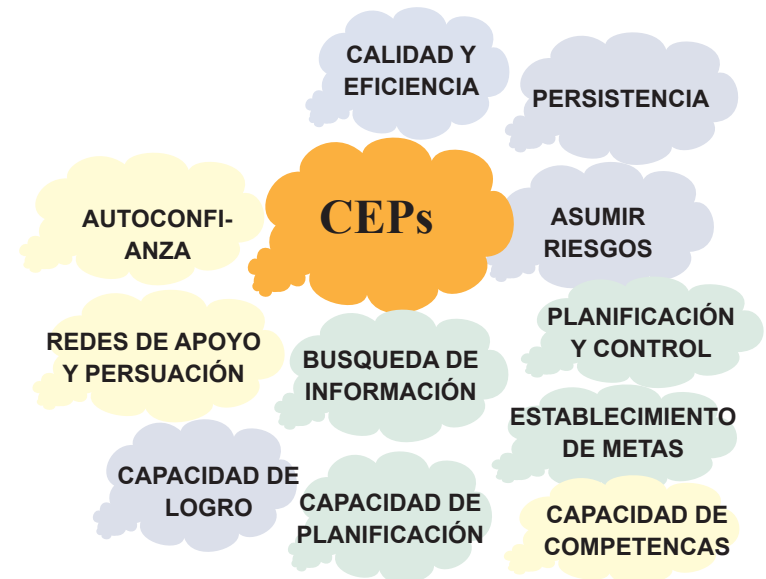 CALIDAD Y
EFICIENCIA
PERSISTENCIA
CEPs
AUTOCONFI-
ANZA
ASUMIR
RIESGOS
REDES DE APOYO
Y PERSUACIÓN
BUSQUEDA DE
INFORMACIÓN
PLANIFICACIÓN
Y CONTROL
ESTABLECIMIENTO
DE METAS
CAPACIDAD DE
LOGRO
CAPACIDAD DE
PLANIFICACIÓN
CAPACIDAD DE
COMPETENCAS